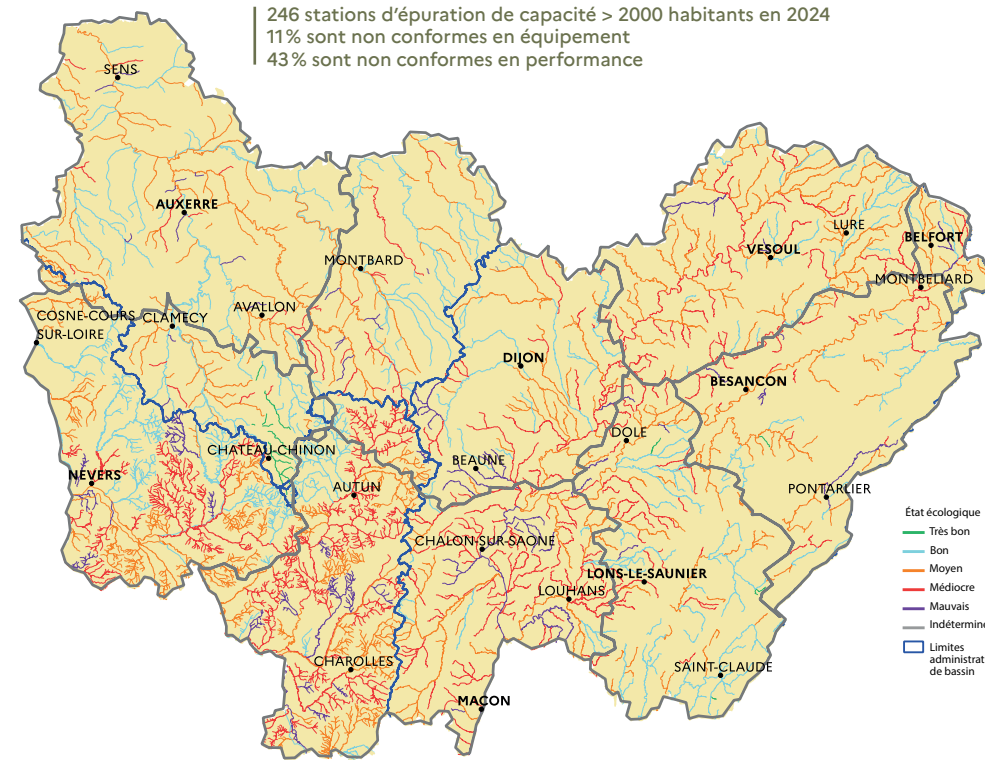 246 stations d’épuration de capacité > 2000 habitants en 2024
11% sont non conformes en équipement
43% sont non conformes en performance
SENS
AUXERRE
MONTBARD
LURE
VESOUL
BELFORT
MONTBELIARD
COSNE-COURS
SUR-LOIRE
CLAMECY
AVALLON
DIJON
BESANCON
DOLE
CHATEAU-CHINON
BEAUNE
NEVERS
AUTUN
PONTARLIER
CHALON-SUR-SAONE
LONS-LE-SAUNIER
LOUHANS
CHAROLLES
SAINT-CLAUDE
MACON
État écologique
Très bon
Bon
Moyen
Médiocre
Mauvais
Indétermine
Limites
administrat
de bassin